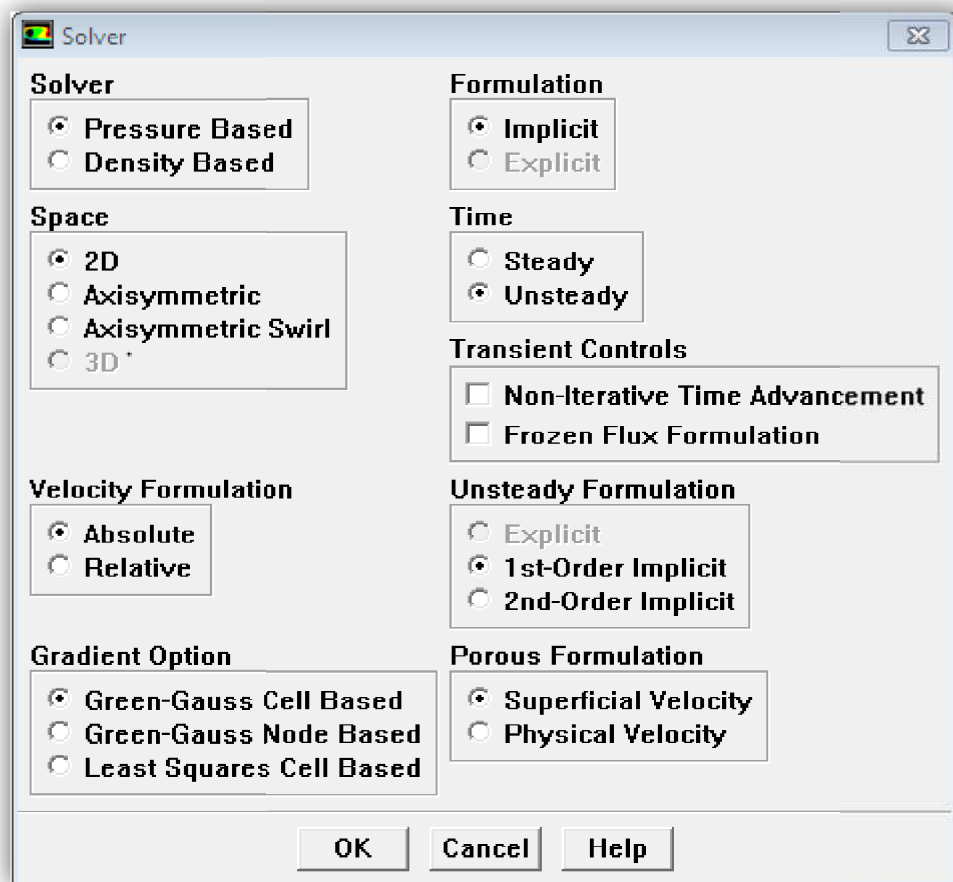 Solver
Solver
Pressure Based
Density Based
Formulation
Implicit
Explicit
Space
2D
Axisymmetric
Axisymmetric Swirl
3D
Time
Steady
Unsteady
Transient Controls
Non-Iterative Time Advancement
Frozen Flux Formulation
Velocity Formulation
Absolute
Relative
Unsteady Formulation
Explicit
1st-Order Implicit
2nd-Order Implicit
Gradient Option
Green-Gauss Cell Based
Green-Gauss Node Based
Least Squares Cell Based
Porous Formulation
Superficial Velocity
Physical Velocity
OK
Cancel
Help